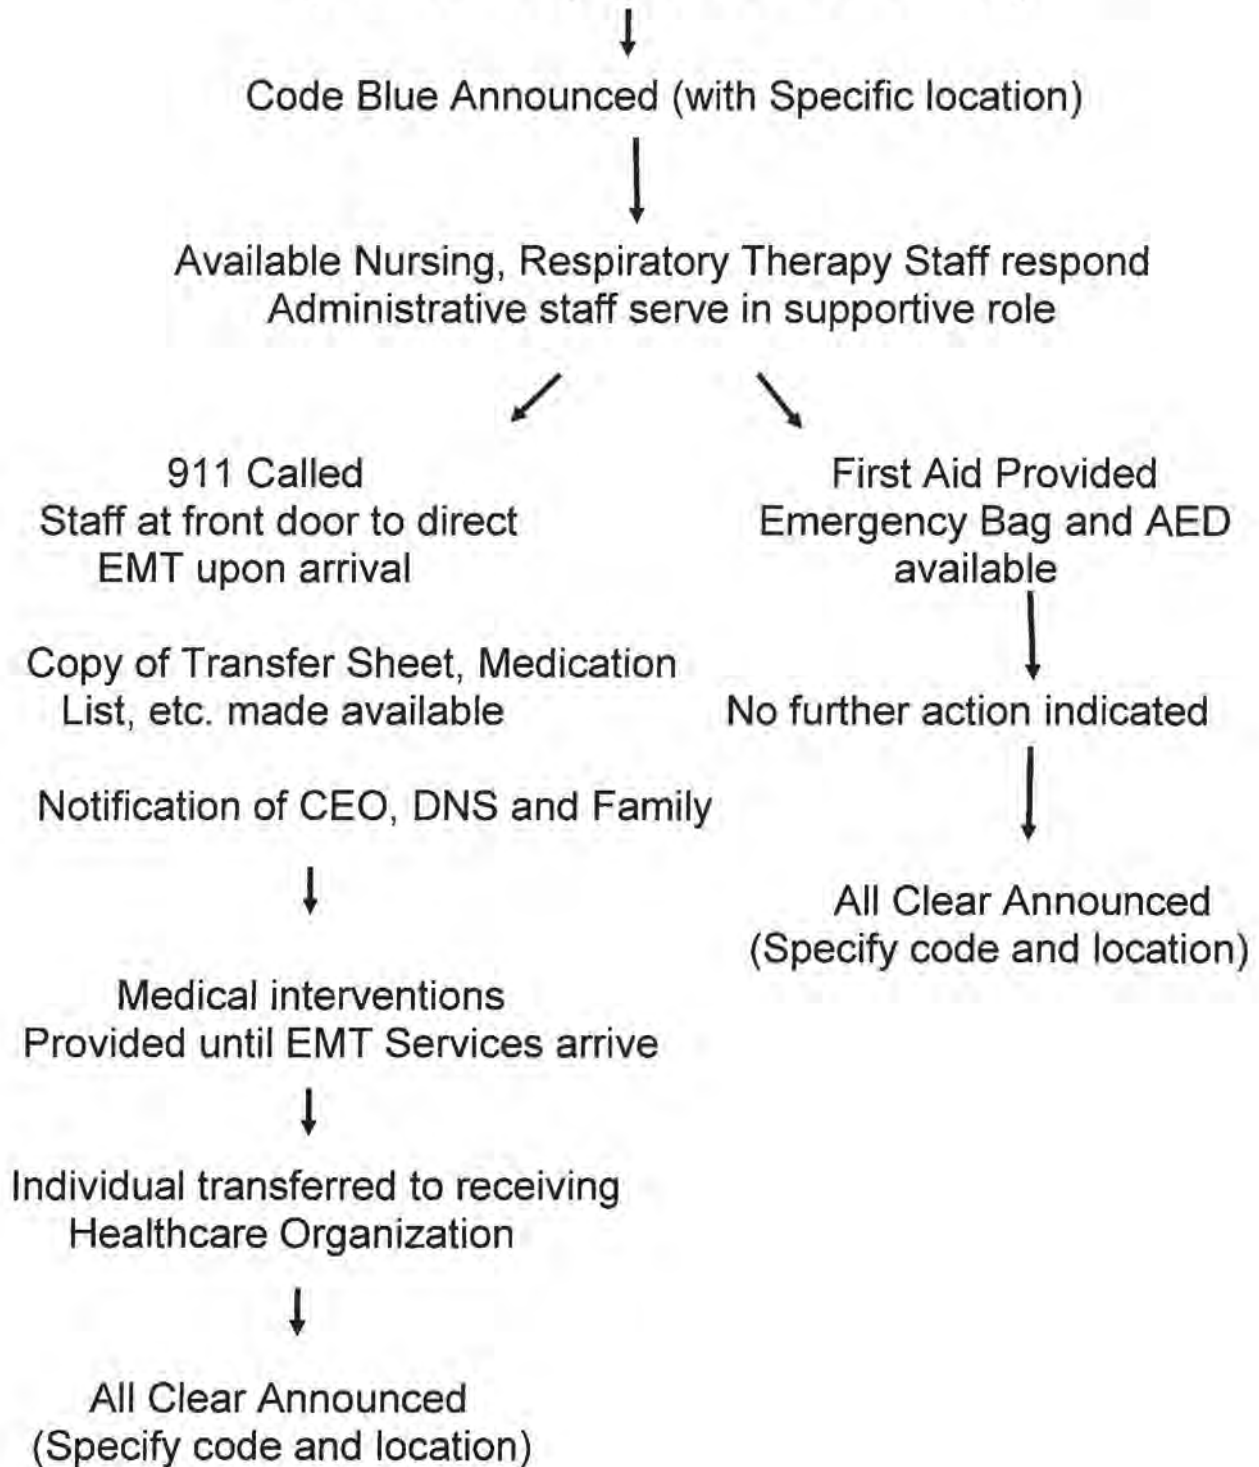 Code Blue Announced (with Specific location)
Available Nursing, Respiratory Therapy Staff respond
Administrative staff serve in supportive role
911 Called
Staff at front door to direct
EMT upon arrival
Copy of Transfer Sheet, Medication
List, etc. made available
Notification of CEO, DNS and Family
Medical interventions
Provided until EMT Services arrive
Individual transferred to receiving
Healthcare Organization
All Clear Announced
(Specify code and location)
First Aid Provided
Emergency Bag and AED
available
No further action indicated
All Clear Announced
(Specify code and location)